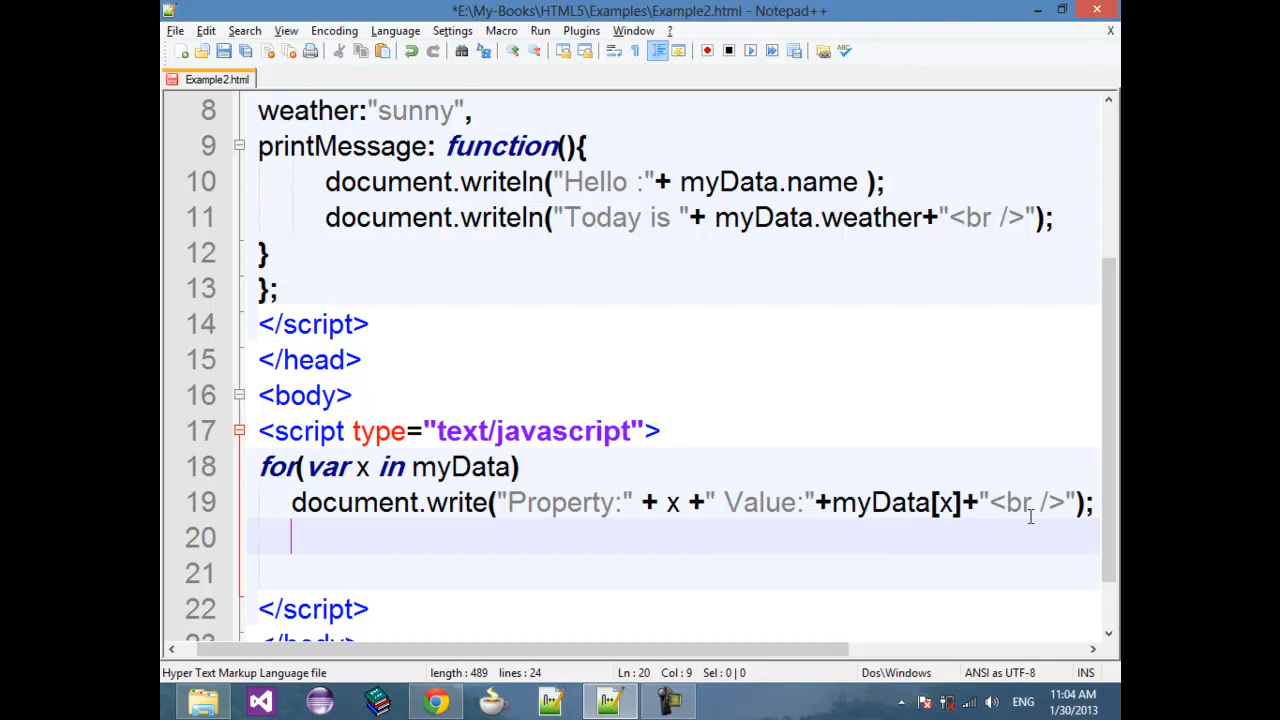 *E:\My-Books\HTML5\Examples\Example2.html - Notepad++
File Edit Search View Encoding Language Settings Macro Run Plugins Window ? X
Example2.html
8 weather:"sunny",
9 printMessage: function(){
10 document.writeln("Hello :"+ myData.name );
11 document.writeln("Today is "+ myData.weather+"<br />");
12 }
13 };
14 </script>
15 </head>
16 <body>
17 <script type="text/javascript">
18 for(var x in myData)
19 document.write("Property:" + x +" Value:"+myData[x]+"<br />");
20
21
22 </script>
23 </body>
Hyper Text Markup Language file length : 489 lines : 24 Ln : 20 Col : 9 Sel : 0 | 0 Dos\Windows ANSI as UTF-8 INS
ENG 11:04 AM
1/30/2013